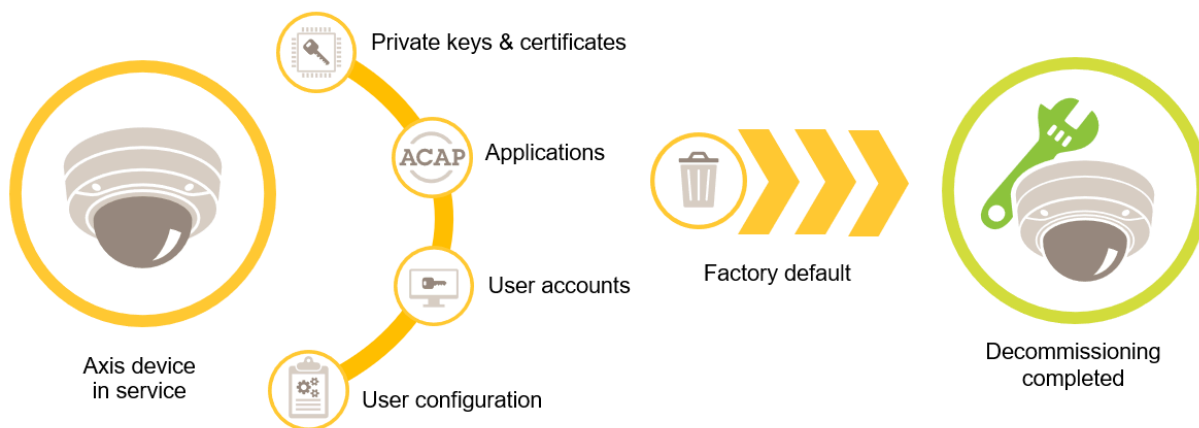 Private keys & certificates
ACAP
Applications
User accounts
User configuration
Axis device
in service
Factory default
Decommissioning
completed